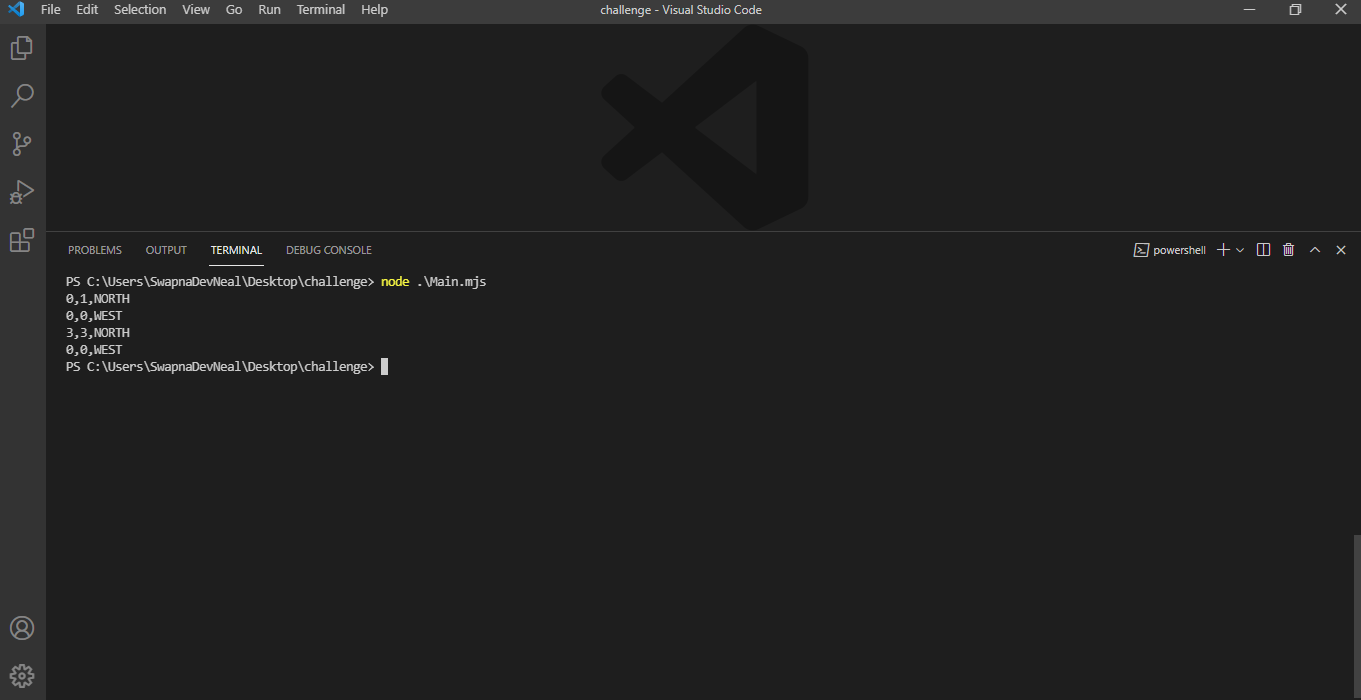 File Edit Selection View Go Run Terminal Help challenge - Visual Studio Code
PROBLEMS OUTPUT TERMINAL DEBUG CONSOLE powershell
PS C:\Users\SwapnaDevNeal\Desktop\challenge> node .\Main.mjs
0,1,NORTH
0,0,WEST
3,3,NORTH
0,0,WEST
PS C:\Users\SwapnaDevNeal\Desktop\challenge>